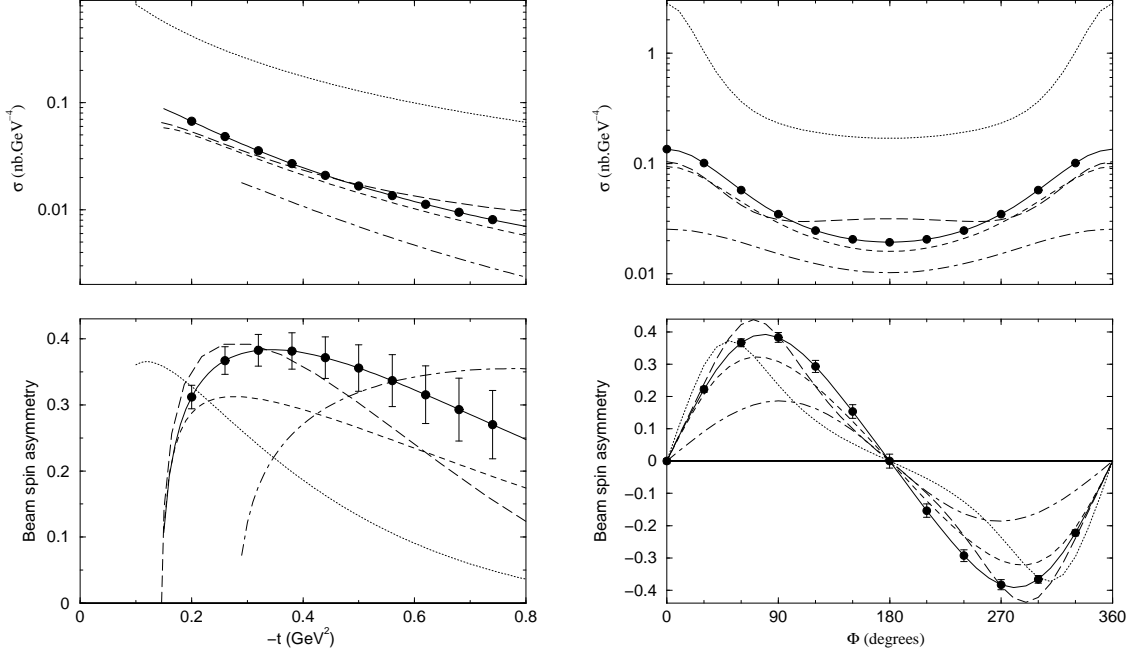 0.1
0.01
σ (nb.GeV⁻⁴)
1
0.1
0.01
σ (nb.GeV⁻⁴)
0.4
0.3
0.2
0.1
0
Beam spin asymmetry
0 0.2 0.4 0.6 0.8
−t (GeV²)
0.4
0.3
0.2
0.1
0
−0.1
−0.2
−0.3
−0.4
Beam spin asymmetry
0 90 180 270 360
Φ (degrees)